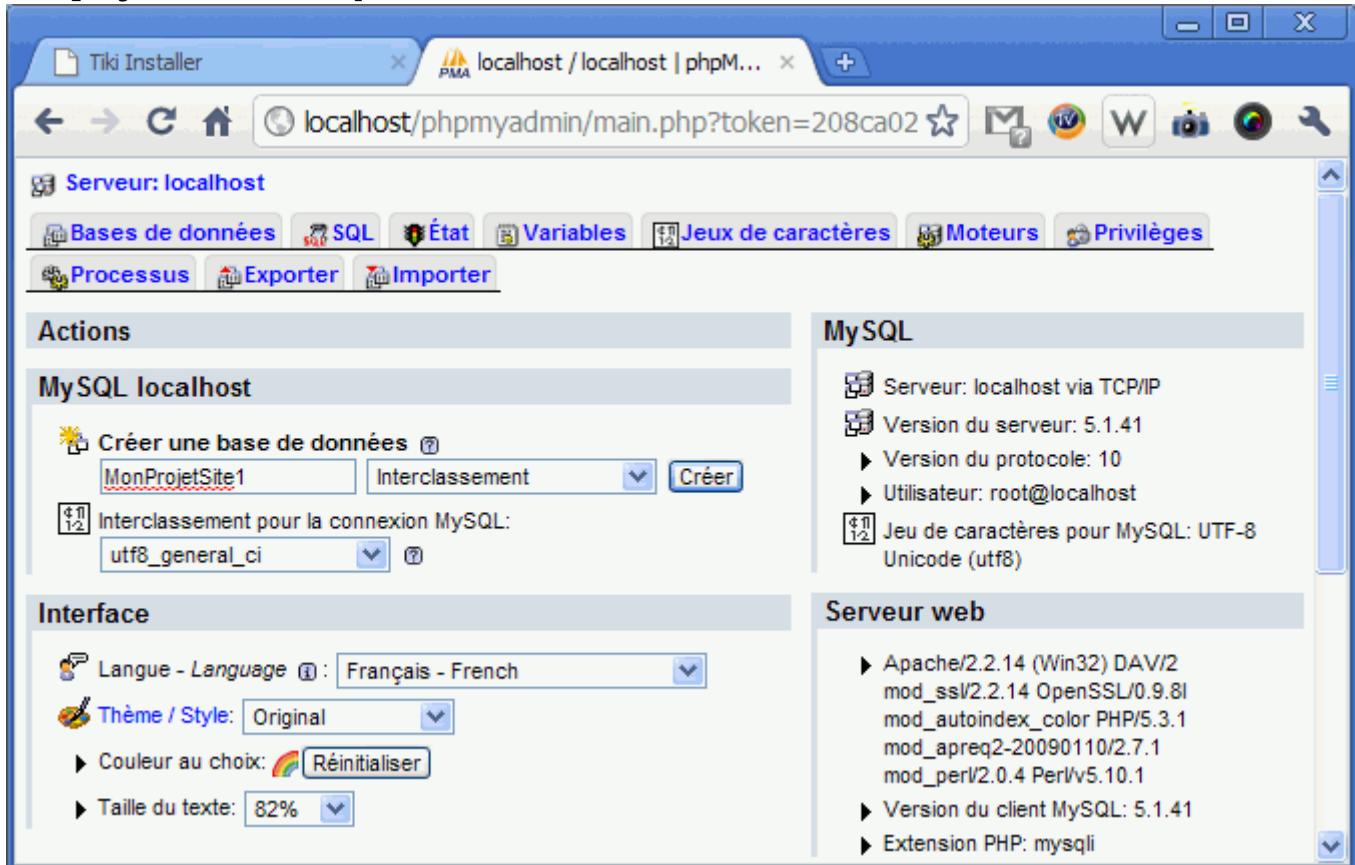 Tiki Installer
localhost / localhost | phpM...
localhost/phpmyadmin/main.php?token=208ca02
Serveur: localhost
Bases de données SQL État Variables Jeux de caractères Moteurs Privilèges
Processus Exporter Importer
Actions
MySQL localhost
Créer une base de données
MonProjetSite1 Interclassement Créer
Interclassement pour la connexion MySQL:
utf8_general_ci
Interface
Langue - Language : Français - French
Thème / Style: Original
Couleur au choix: Réinitialiser
Taille du texte: 82%
MySQL
Serveur: localhost via TCP/IP
Version du serveur: 5.1.41
Version du protocole: 10
Utilisateur: root@localhost
Jeu de caractères pour MySQL: UTF-8
Unicode (utf8)
Serveur web
Apache/2.2.14 (Win32) DAV/2
mod_ssl/2.2.14 OpenSSL/0.9.8l
mod_autoindex_color PHP/5.3.1
mod_apreq2-20090110/2.7.1
mod_perl/2.0.4 Perl/v5.10.1
Version du client MySQL: 5.1.41
Extension PHP: mysqli